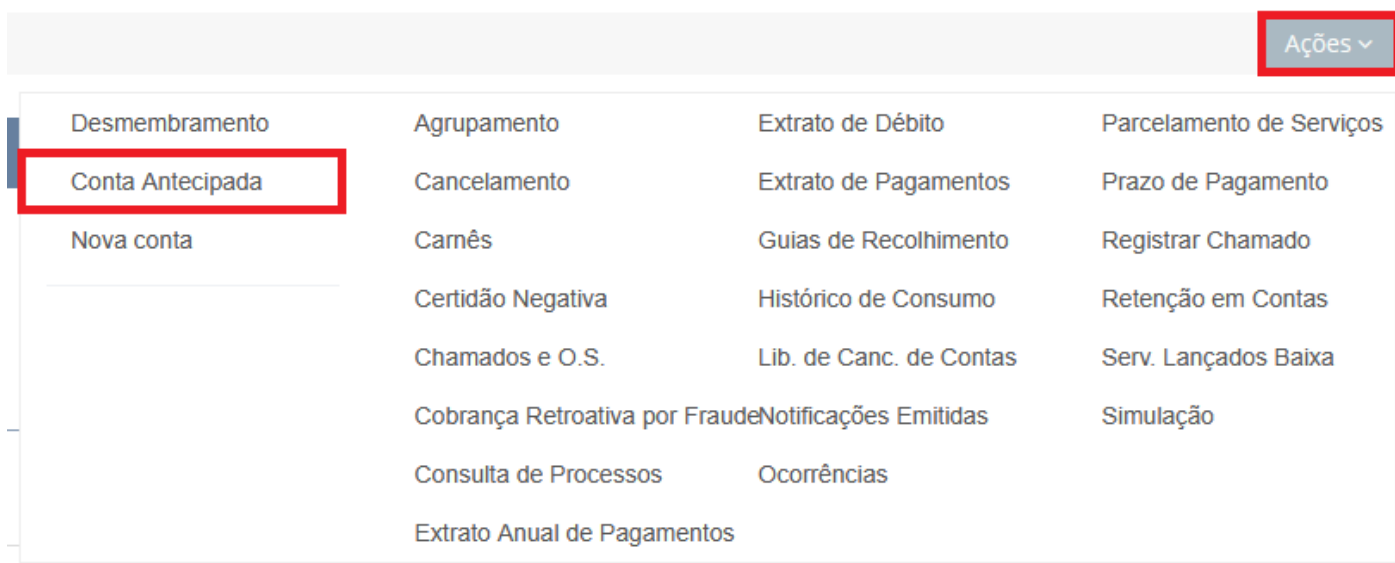 Ações
Desmembramento
Conta Antecipada
Nova conta
Agrupamento
Cancelamento
Carnês
Certidão Negativa
Chamados e O.S.
Cobrança Retroativa por Fraude
Consulta de Processos
Extrato Anual de Pagamentos
Extrato de Débito
Extrato de Pagamentos
Guias de Recolhimento
Histórico de Consumo
Lib. de Canc. de Contas
Notificações Emitidas
Ocorrências
Parcelamento de Serviços
Prazo de Pagamento
Registrar Chamado
Retenção em Contas
Serv. Lançados Baixa
Simulação